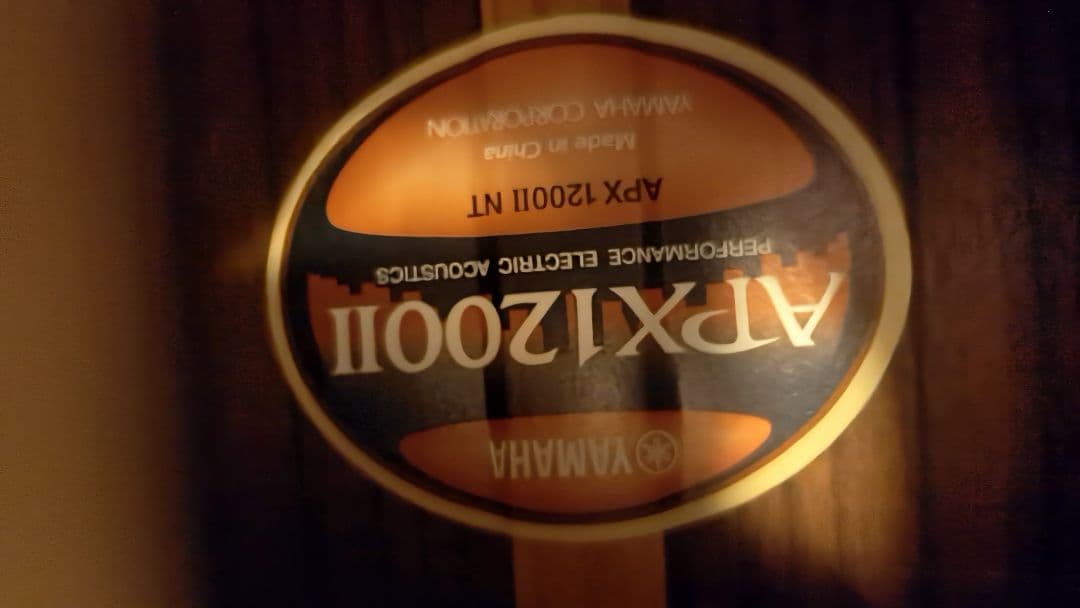 YAMAHA
APX1200II
PERFORMANCE ELECTRIC ACOUSTICS
APX 1200II NT
Made in China
YAMAHA CORPORATION